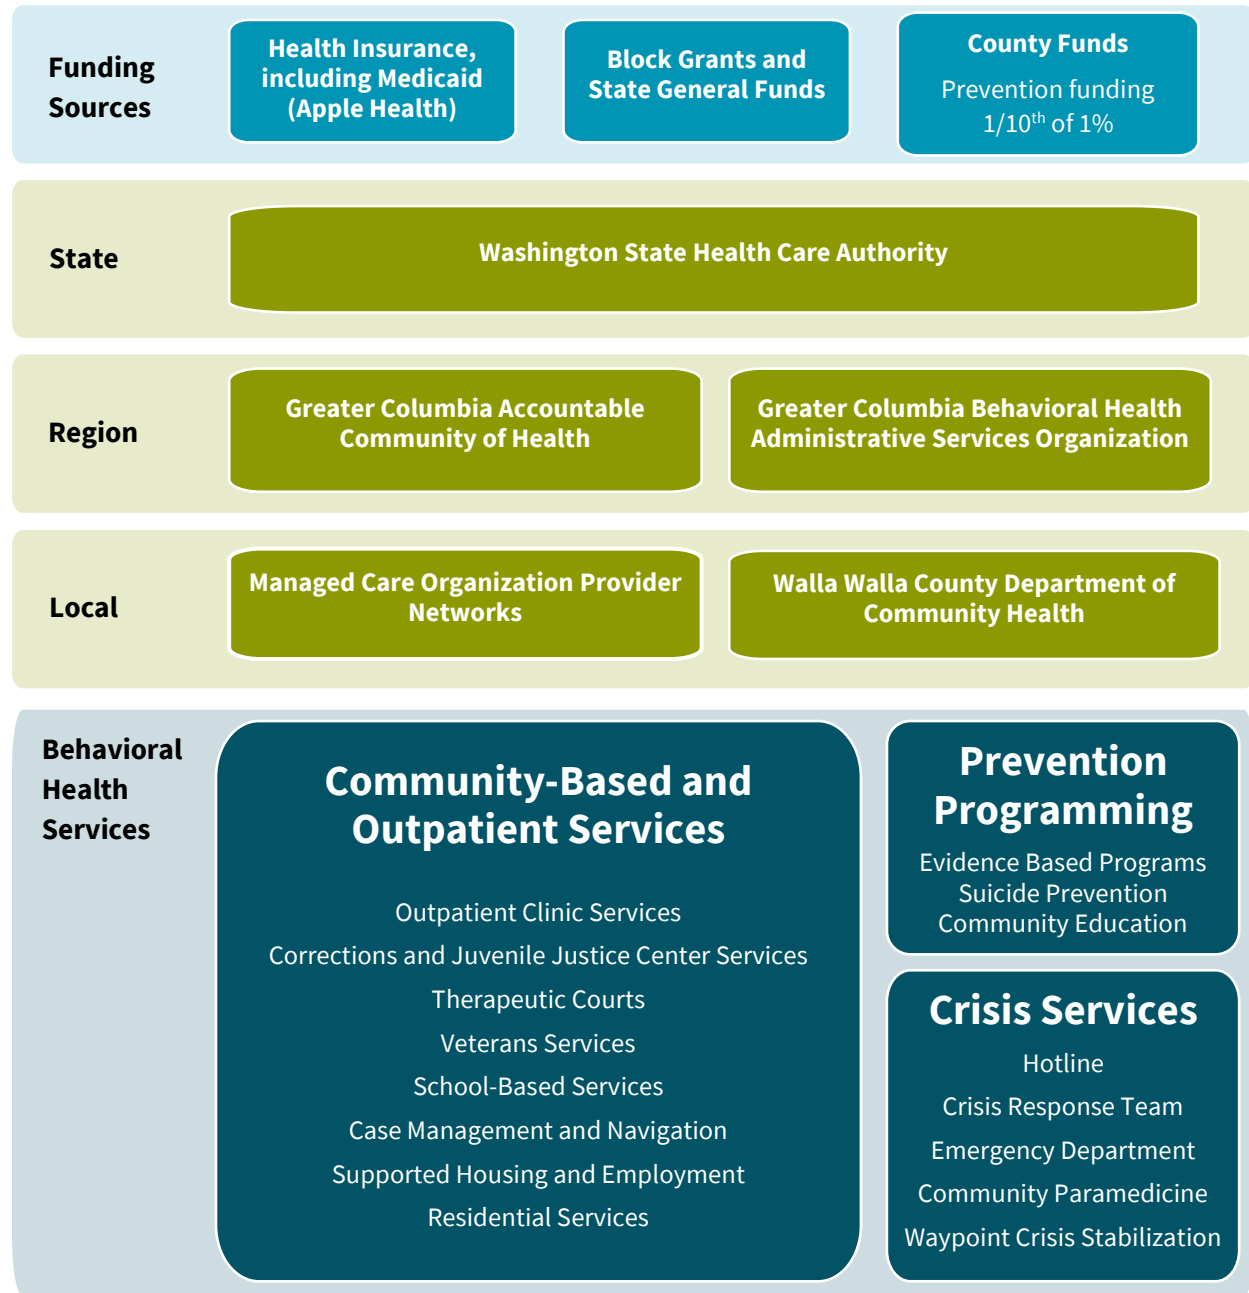 Funding
Sources
Health Insurance,
including Medicaid
(Apple Health)
Block Grants and
State General Funds
County Funds
Prevention funding
1/10th of 1%
State
Washington State Health Care Authority
Region
Greater Columbia Accountable
Community of Health
Greater Columbia Behavioral Health
Administrative Services Organization
Local
Managed Care Organization Provider
Networks
Walla Walla County Department of
Community Health
Behavioral
Health
Services
Community-Based and
Outpatient Services
Outpatient Clinic Services
Corrections and Juvenile Justice Center Services
Therapeutic Courts
Veterans Services
School-Based Services
Case Management and Navigation
Supported Housing and Employment
Residential Services
Prevention
Programming
Evidence Based Programs
Suicide Prevention
Community Education
Crisis Services
Hotline
Crisis Response Team
Emergency Department
Community Paramedicine
Waypoint Crisis Stabilization